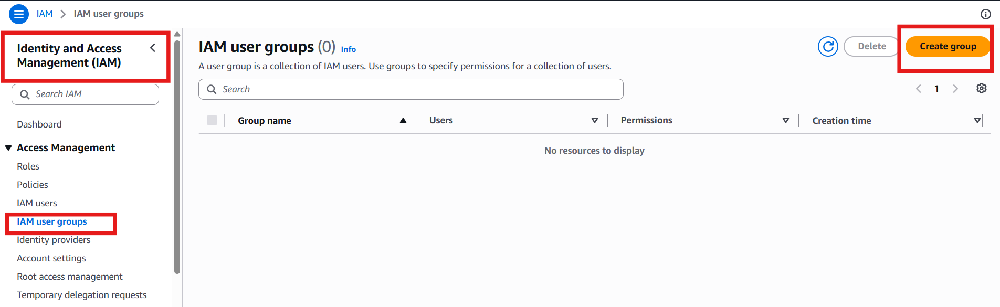 IAM > IAM user groups
Identity and Access
Management (IAM)
Search IAM
Dashboard
Access Management
Roles
Policies
IAM users
IAM user groups
Identity providers
Account settings
Root access management
Temporary delegation requests
IAM user groups (0) Info
Delete
Create group
A user group is a collection of IAM users. Use groups to specify permissions for a collection of users.
Search
1
Group name Users Permissions Creation time
No resources to display